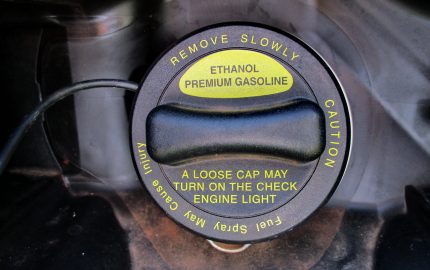 REMOVE SLOWLY
ETHANOL
PREMIUM GASOLINE
CAUTION
A LOOSE CAP MAY
TURN ON THE CHECK
ENGINE LIGHT
Fuel Spray May Cause Injury